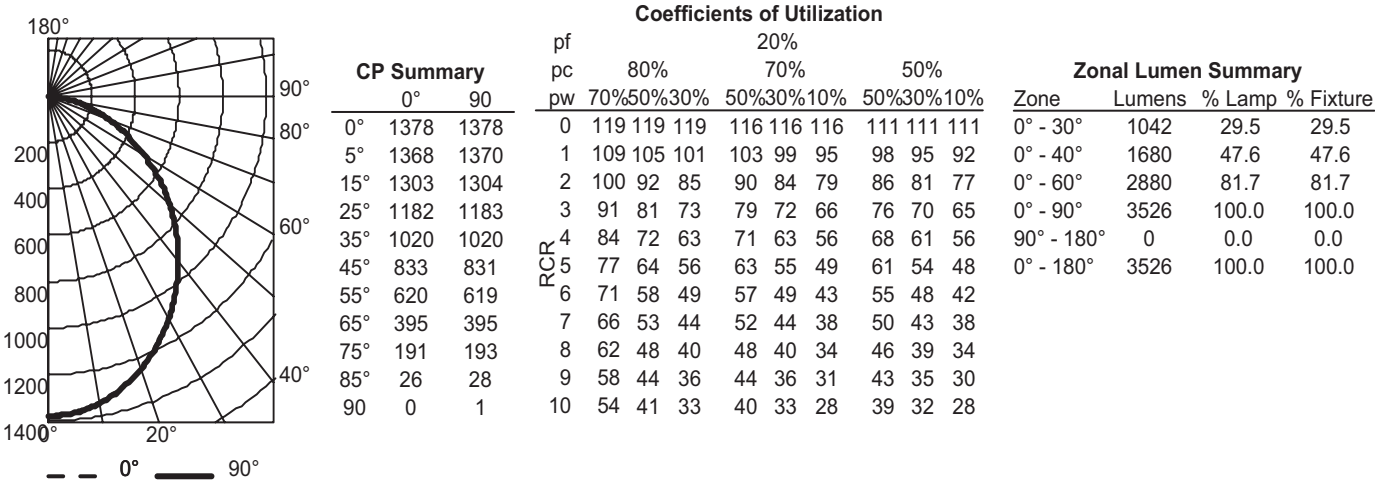 180°
90°
80°
60°
40°
20°
0°
200
400
600
800
1000
1200
1400
0° 90°
CP Summary
0° 90
0° 1378 1378
5° 1368 1370
15° 1303 1304
25° 1182 1183
35° 1020 1020
45° 833 831
55° 620 619
65° 395 395
75° 191 193
85° 26 28
90 0 1
Coefficients of Utilization
pf 20%
pc 80% 70% 50%
pw 70%50%30% 50%30%10% 50%30%10%
RCR
0 119 119 119 116 116 116 111 111 111
1 109 105 101 103 99 95 98 95 92
2 100 92 85 90 84 79 86 81 77
3 91 81 73 79 72 66 76 70 65
4 84 72 63 71 63 56 68 61 56
5 77 64 56 63 55 49 61 54 48
6 71 58 49 57 49 43 55 48 42
7 66 53 44 52 44 38 50 43 38
8 62 48 40 48 40 34 46 39 34
9 58 44 36 44 36 31 43 35 30
10 54 41 33 40 33 28 39 32 28
Zonal Lumen Summary
Zone Lumens % Lamp % Fixture
0° - 30° 1042 29.5 29.5
0° - 40° 1680 47.6 47.6
0° - 60° 2880 81.7 81.7
0° - 90° 3526 100.0 100.0
90° - 180° 0 0.0 0.0
0° - 180° 3526 100.0 100.0